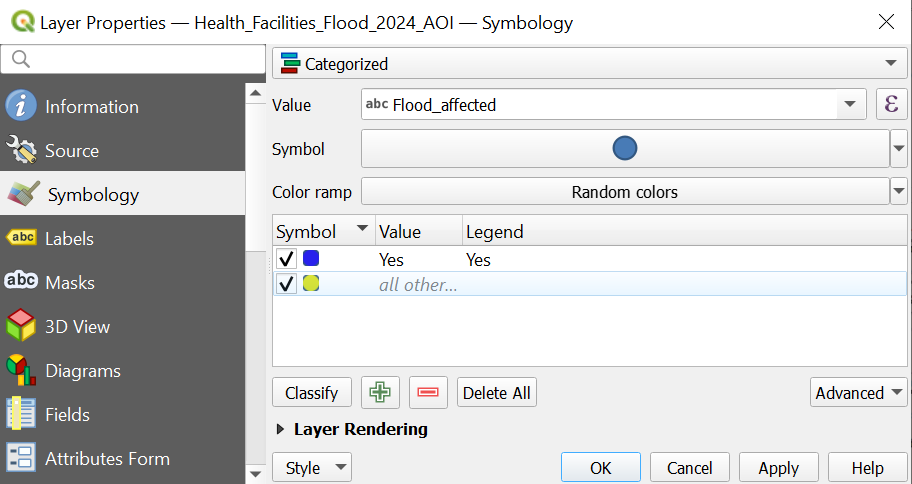 Layer Properties — Health_Facilities_Flood_2024_AOI — Symbology
Information
Source
Symbology
abc Labels
abc Masks
3D View
Diagrams
Fields
Attributes Form
Categorized
Value abc Flood_affected ε
Symbol
Color ramp Random colors
Symbol Value Legend
Yes Yes
all other...
Classify Delete All Advanced
Layer Rendering
Style OK Cancel Apply Help